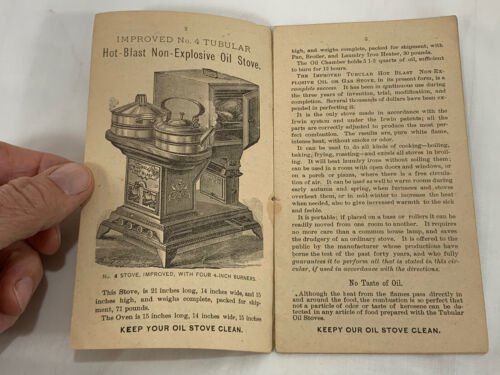 2
IMPROVED No. 4 TUBULAR
Hot-Blast Non-Explosive Oil Stove.
No. 4 STOVE, IMPROVED, WITH FOUR 4-INCH BURNERS.
This Stove, is 21 inches long, 14 inches wide, and 15
inches high, and weighs complete, packed for ship-
ment, 71 pounds.
The Oven is 15 inches long, 14 inches wide, 15 inches
KEEP YOUR OIL STOVE CLEAN.
3
high, and weighs complete, packed for shipment, with
Pan, Broiler, and Laundry Iron Heater, 30 pounds.
The Oil Chamber holds 5 1-2 quarts of oil, sufficient
to burn for 10 hours.
THE IMPROVED TUBULAR HOT BLAST NON-EX-
PLOSIVE OIL OR GAS STOVE, in its present form, is a
complete success. It has been in continuous use during
the three years of invention, trial, modification, and
completion. Several thousands of dollars have been ex-
pended in perfecting it.
It is the only stove made in accordance with the
Irwin system and under the Irwin patents; all the
parts are correctly adjusted to produce the most per-
fect combustion. The results are, pure white flame,
intense heat, without smoke or odor.
It can be used to do all kinds of cooking—boiling,
baking, frying, roasting—and excels all stoves in broil-
ing. It will heat laundry irons without soiling them;
can be used in a room with open doors and windows, or
on a porch or piazza, where there is a free circula-
tion of air. It can be used as well to warm rooms during
early autumn and spring, when furnaces and stoves
overheat them, or in mid-winter to increase the heat
when needed, also to give increased warmth to the sick
and feeble.
It is portable; if placed on a base or rollers it can be
readily moved from one room to another. It requires
no more care than a common house lamp, and saves
the drudgery of an ordinary stove. It is offered to the
public by the manufacturer whose productions have
borne the test of the past forty years, and who fully
guarantees it to perform all that is stated in this cir-
cular, if used in accordance with the directions.
No Taste of Oil.
Although the heat from the flames pass directly in
and around the food, the combustion is so perfect that
not a particle of odor or taste of kerosene can be de-
tected in any article of food prepared with the Tubular
Oil Stoves.
KEEP YOUR OIL STOVE CLEAN.